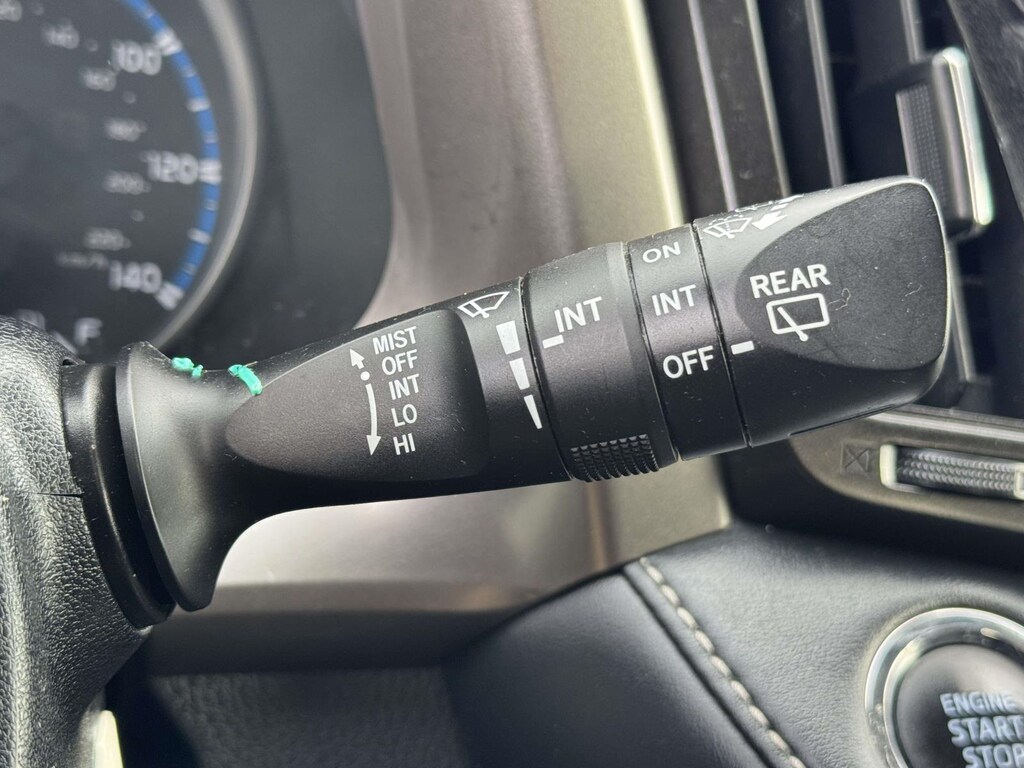 100
120
140
MIST
OFF
INT
LO
HI
INT
ON
INT
OFF
REAR
F
ENGINE
START
STOP